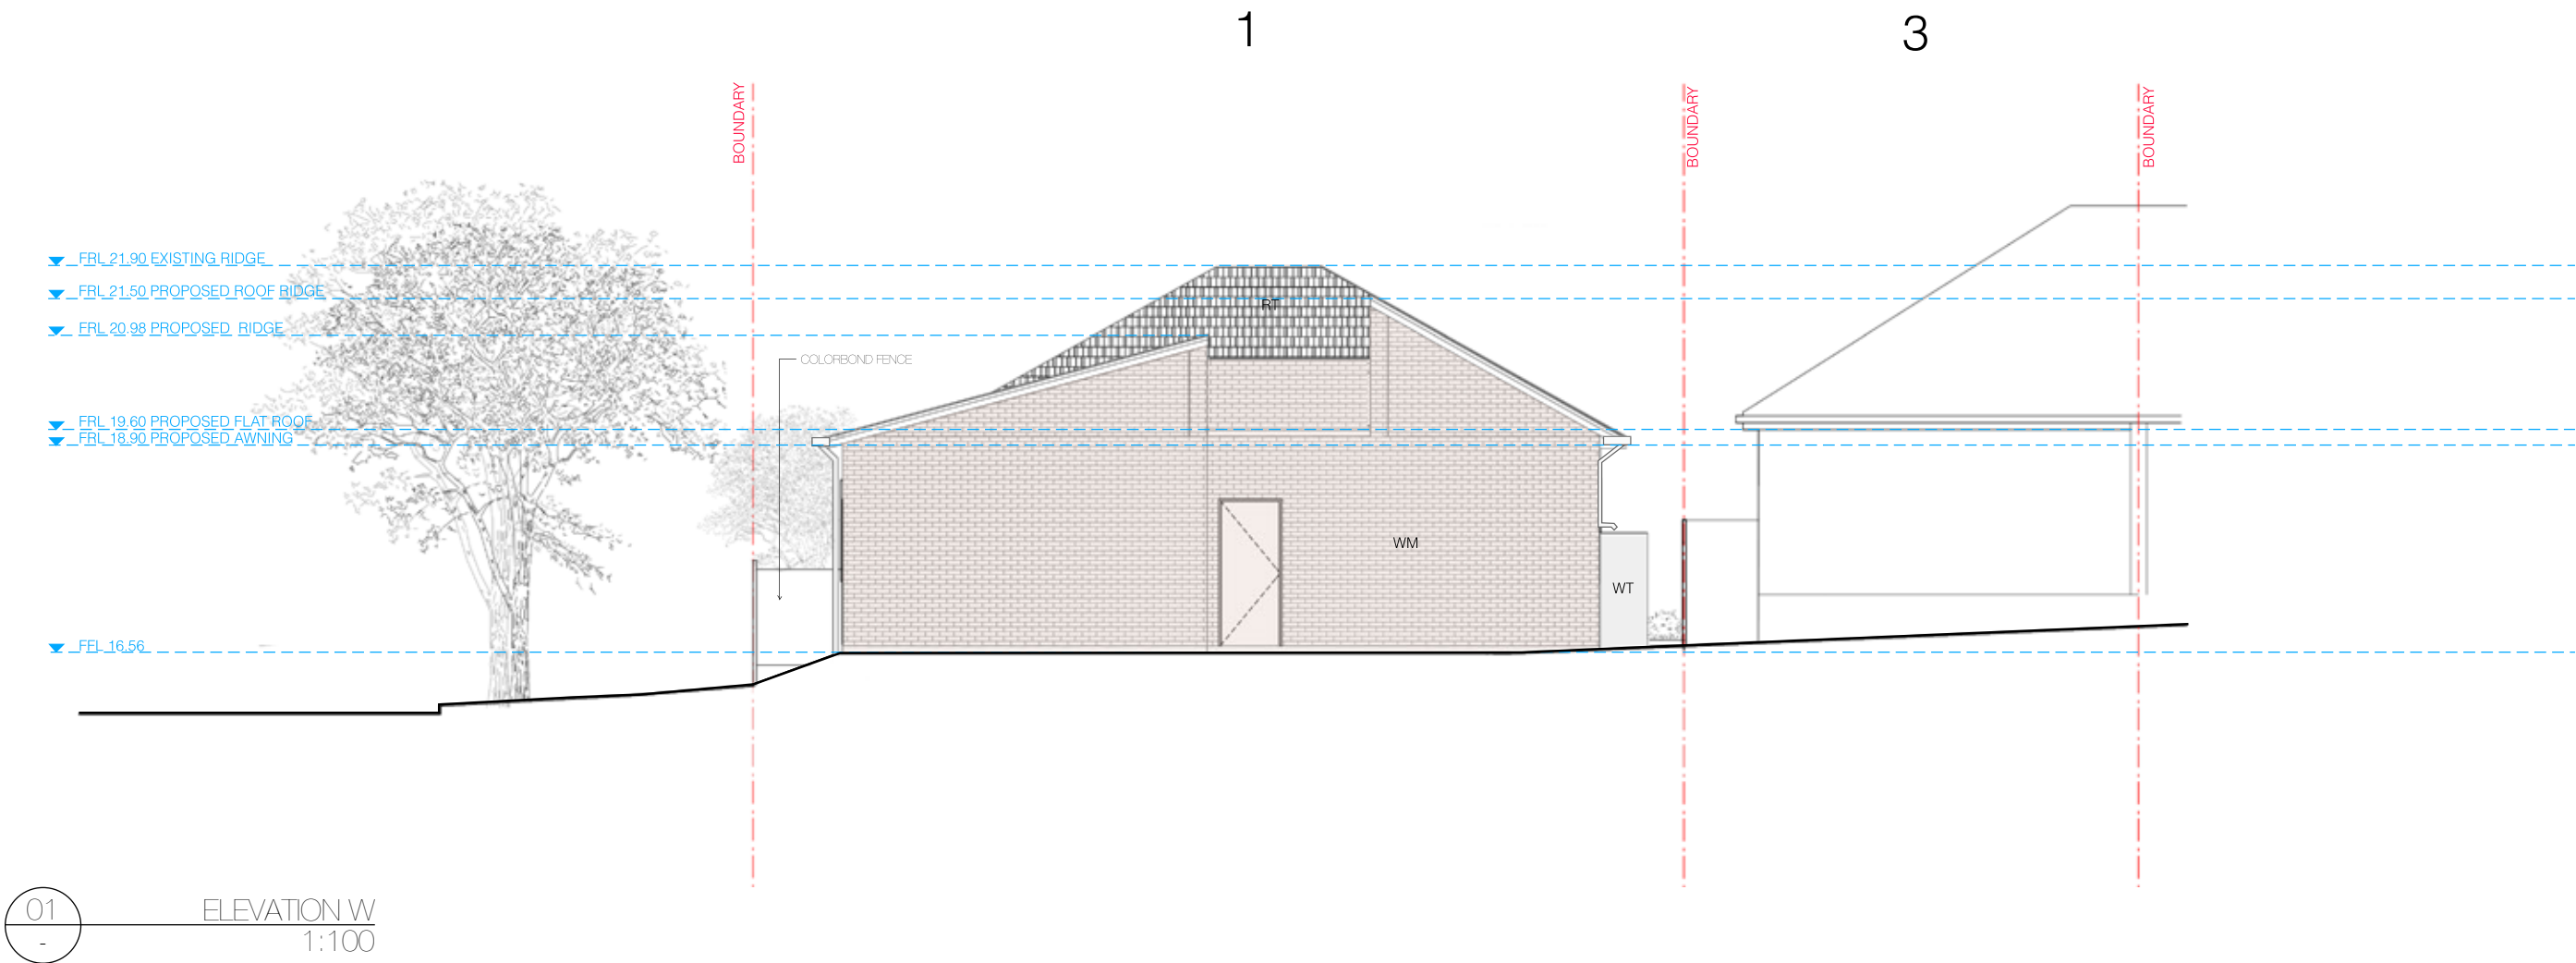 1
3
BOUNDARY
BOUNDARY
BOUNDARY
FRL 21.90 EXISTING RIDGE
FRL 21.50 PROPOSED ROOF RIDGE
RT
FRL 20.98 PROPOSED RIDGE
COLORBOND FENCE
FRL 19.60 PROPOSED FLAT ROOF
FRL 18.90 PROPOSED AWNING
WM
WT
FFL 16.56
01
-
ELEVATION W
1:100